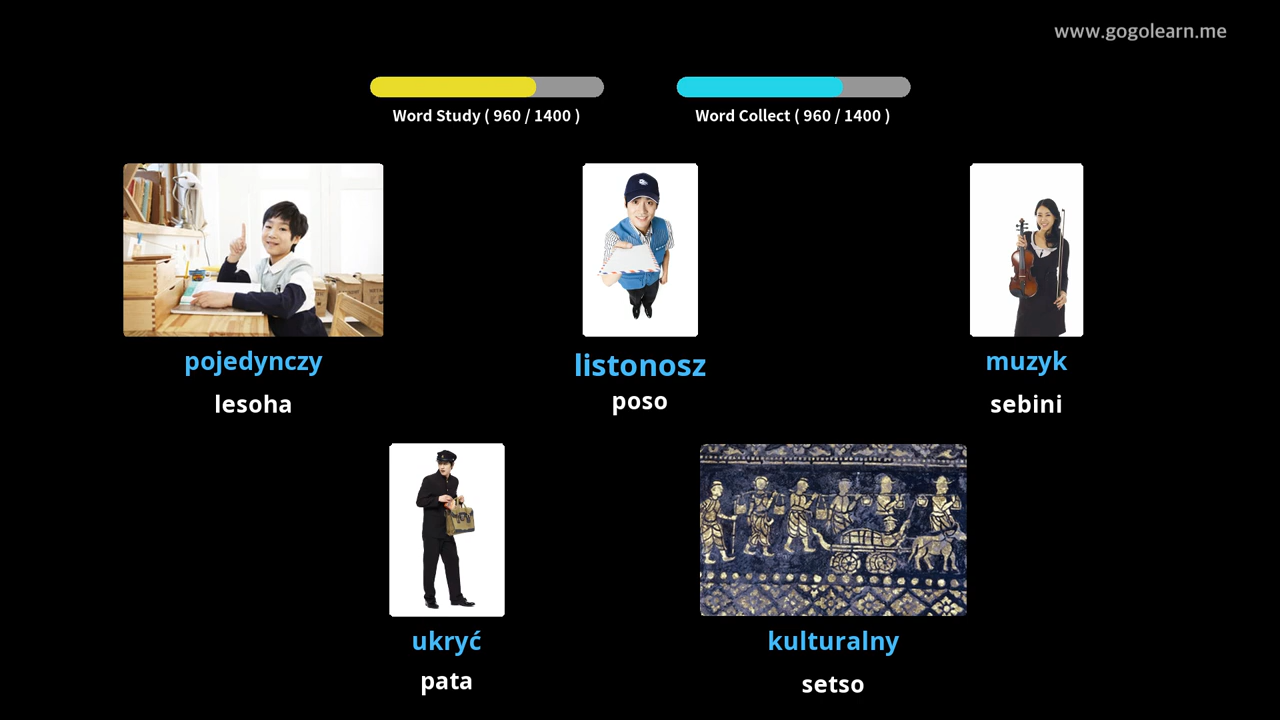 www.gogolearn.me
Word Study ( 960 / 1400 )
Word Collect ( 960 / 1400 )
pojedynczy
lesoha
listonosz
poso
muzyk
sebini
ukryć
pata
kulturalny
setso